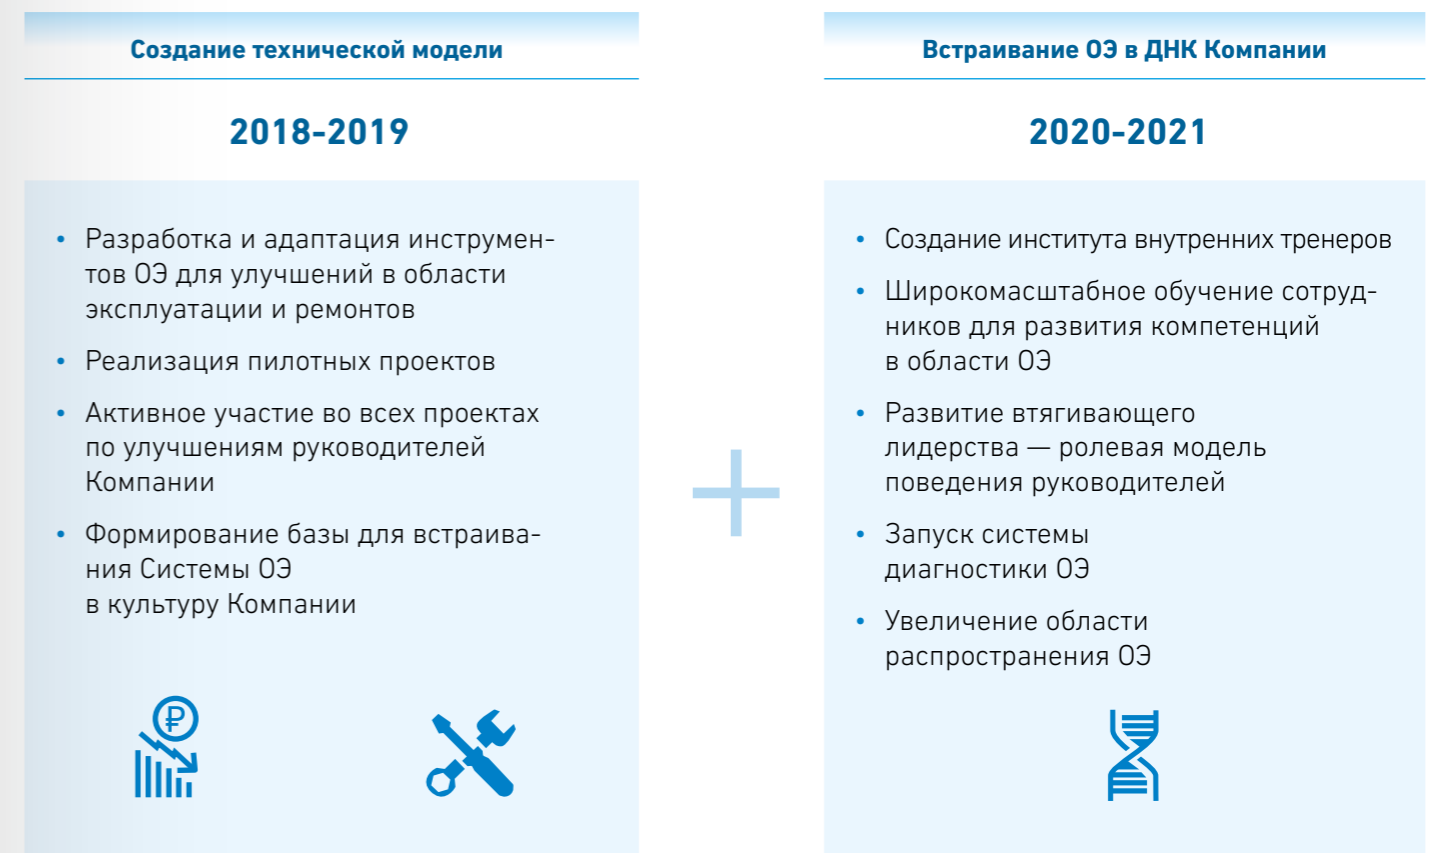 Создание технической модели
2018-2019
• Разработка и адаптация инструмен-
тов ОЭ для улучшений в области
эксплуатации и ремонтов
• Реализация пилотных проектов
• Активное участие во всех проектах
по улучшениям руководителей
Компании
• Формирование базы для встраива-
ния Системы ОЭ
в культуру Компании
₽
+
Встраивание ОЭ в ДНК Компании
2020-2021
• Создание института внутренних тренеров
• Широкомасштабное обучение сотруд-
ников для развития компетенций
в области ОЭ
• Развитие втягивающего
лидерства — ролевая модель
поведения руководителей
• Запуск системы
диагностики ОЭ
• Увеличение области
распространения ОЭ